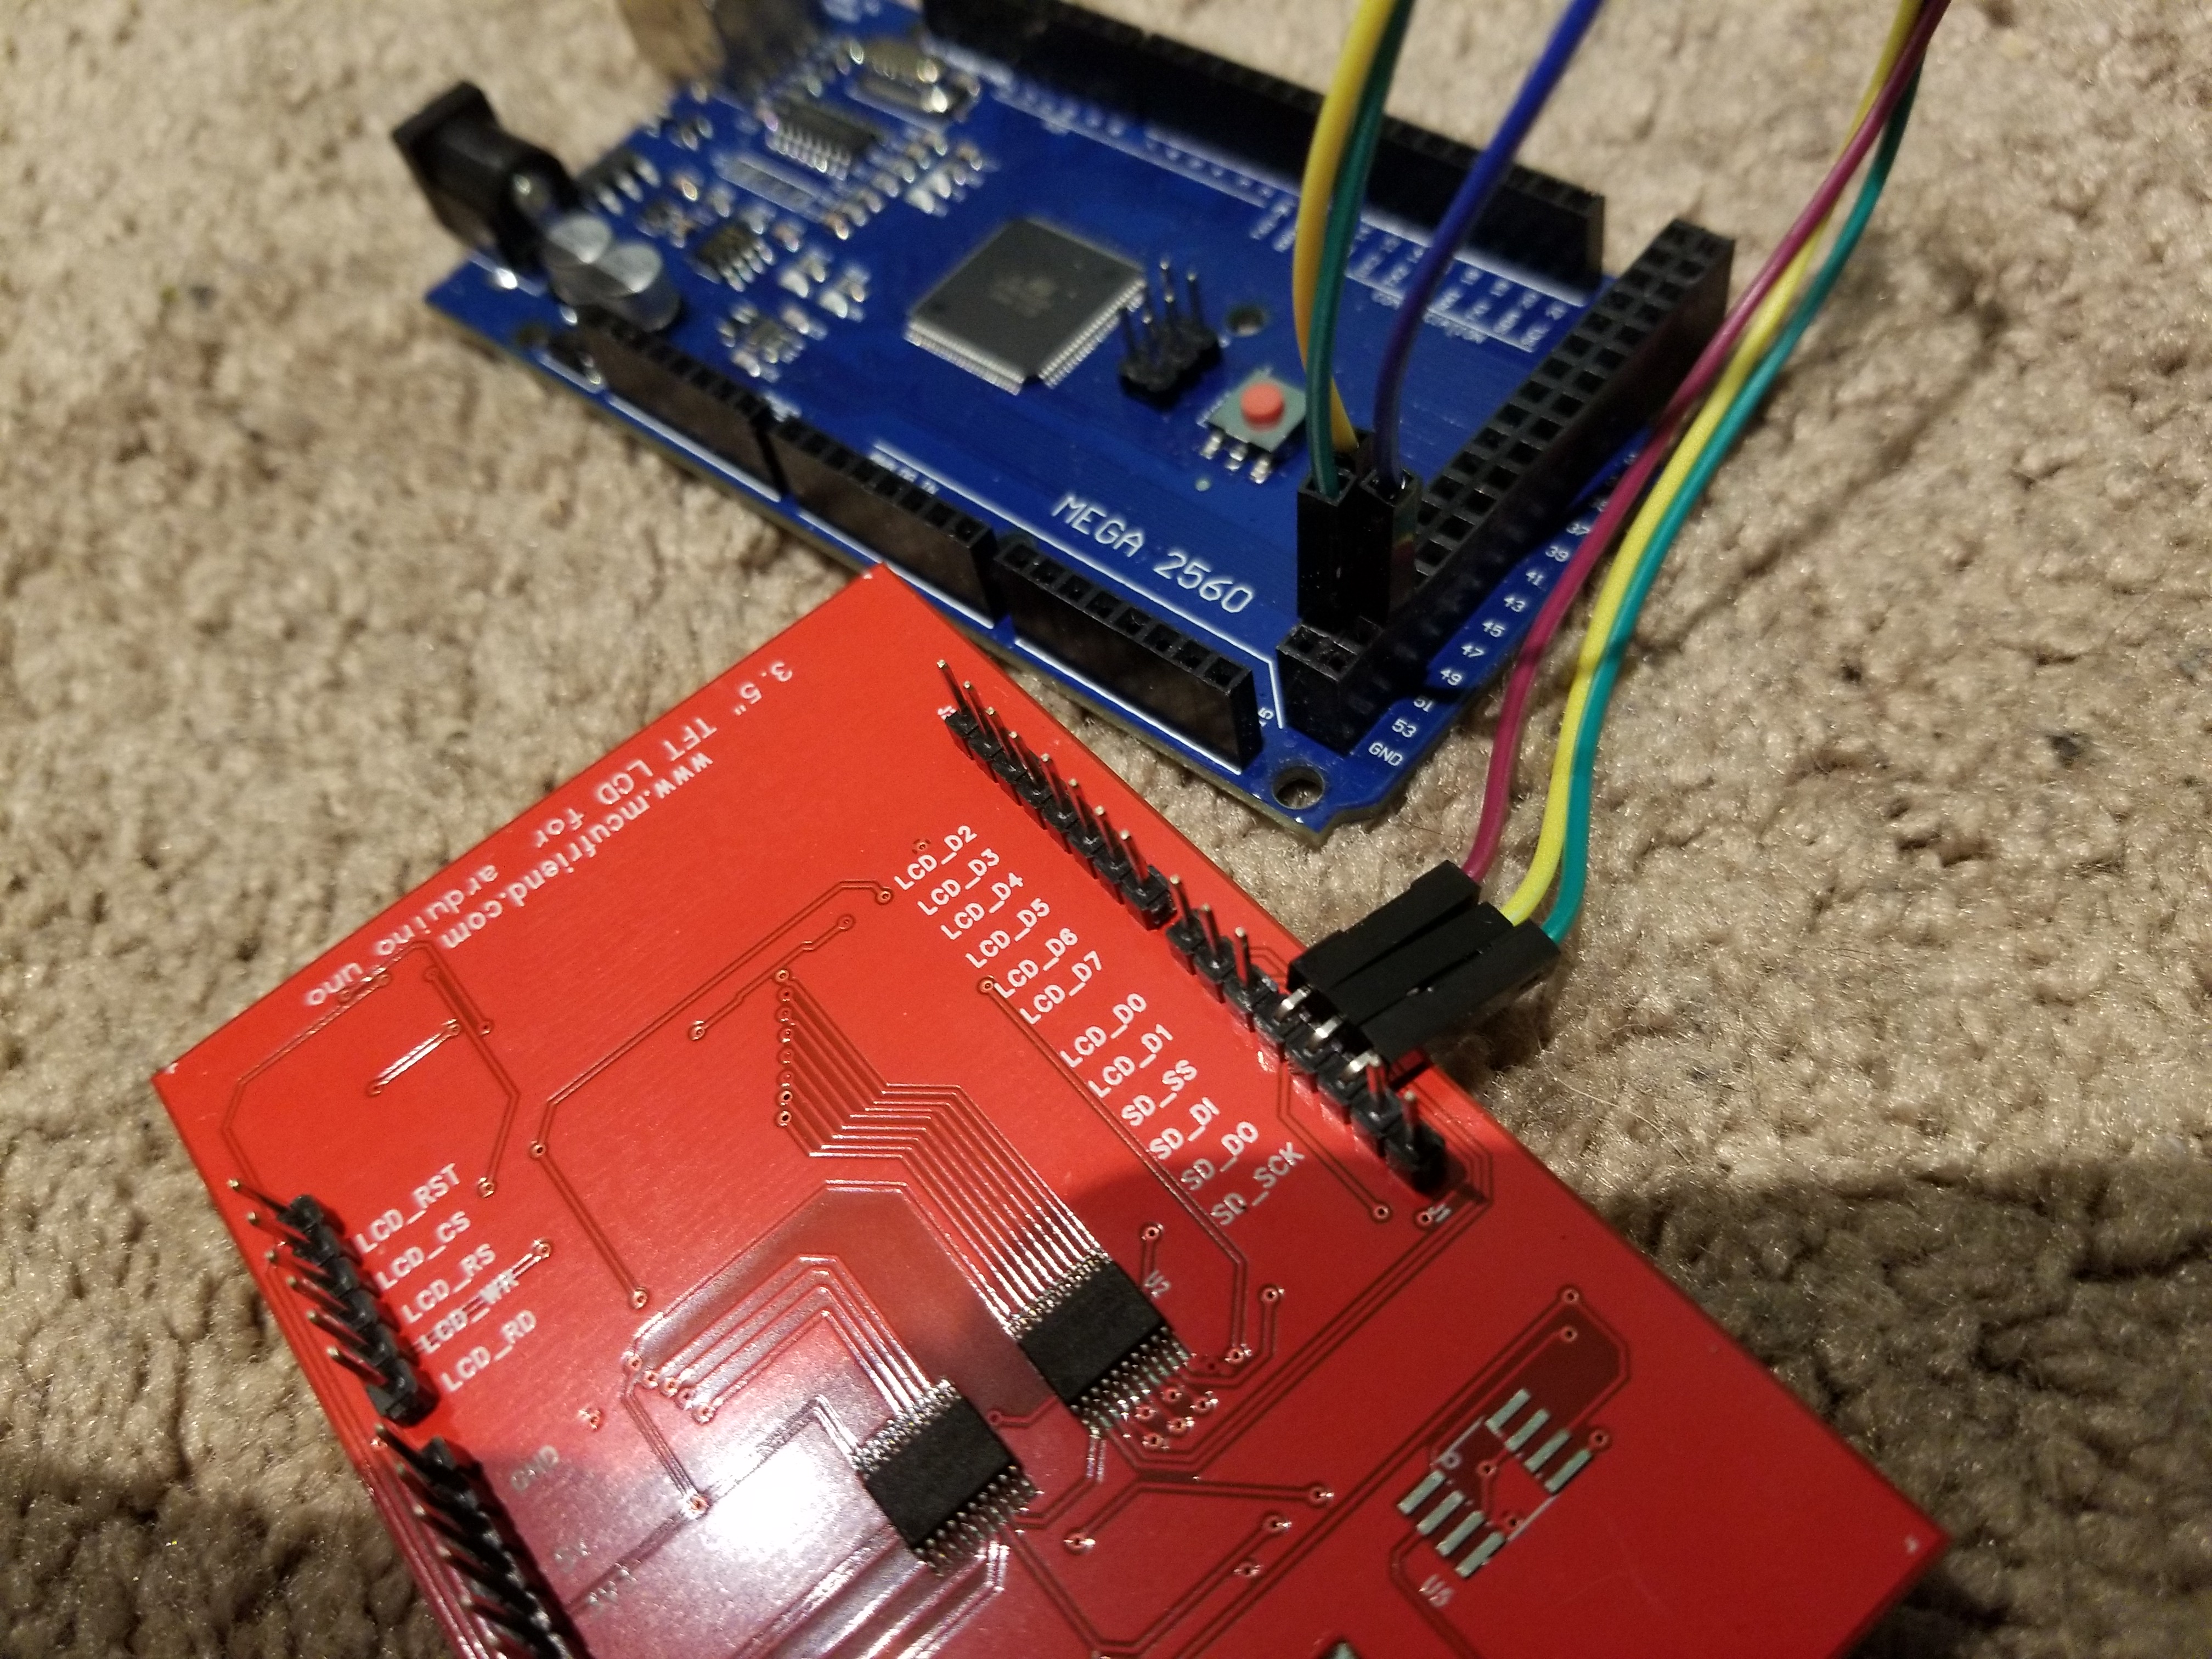 MEGA 2560
37
39
41
43
45
47
49
51
53
GND
3.5" TFT LCD for arduino uno
www.mcufriend.com
LCD_D2
LCD_D3
LCD_D4
LCD_D5
LCD_D6
LCD_D7
LCD_D0
LCD_D1
SD_SS
SD_DI
SD_DO
SD_SCK
LCD_RST
LCD_CS
LCD_RS
LCD_WR
LCD_RD
GND
U2